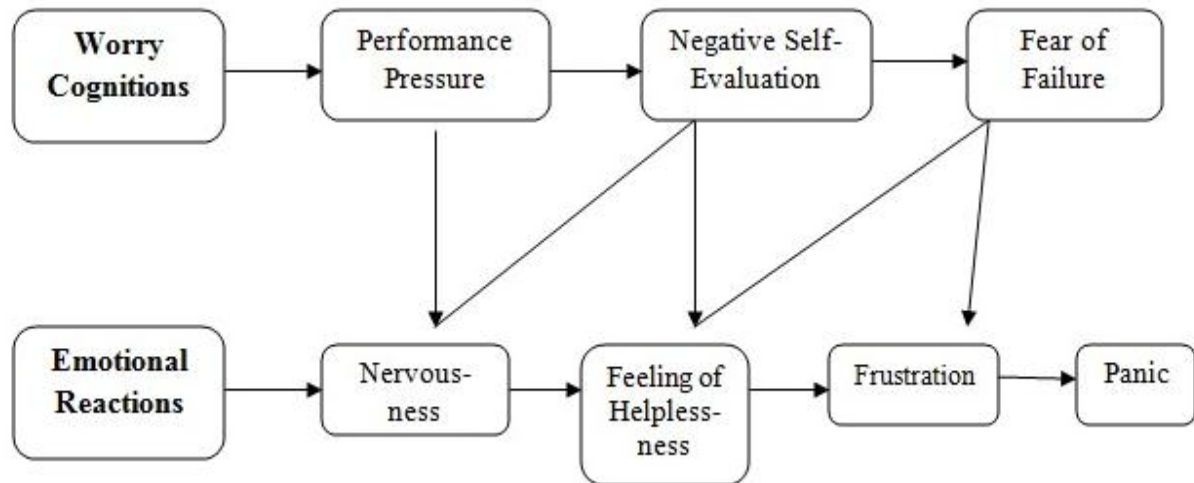 Worry
Cognitions
Performance
Pressure
Negative Self-
Evaluation
Fear of
Failure
Emotional
Reactions
Nervous-
ness
Feeling of
Helpless-
ness
Frustration
Panic